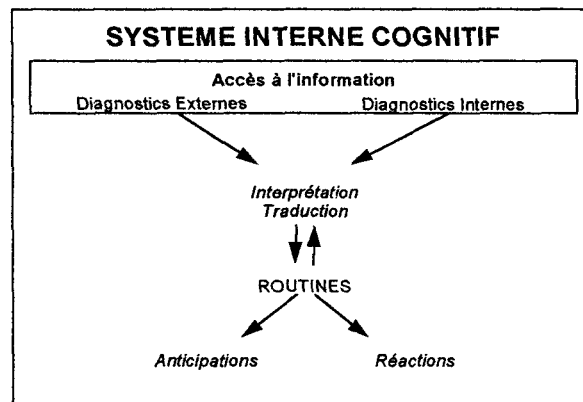 SYSTEME INTERNE COGNITIF
Accès à l'information
Diagnostics Externes Diagnostics Internes
Interprétation
Traduction
ROUTINES
Anticipations Réactions